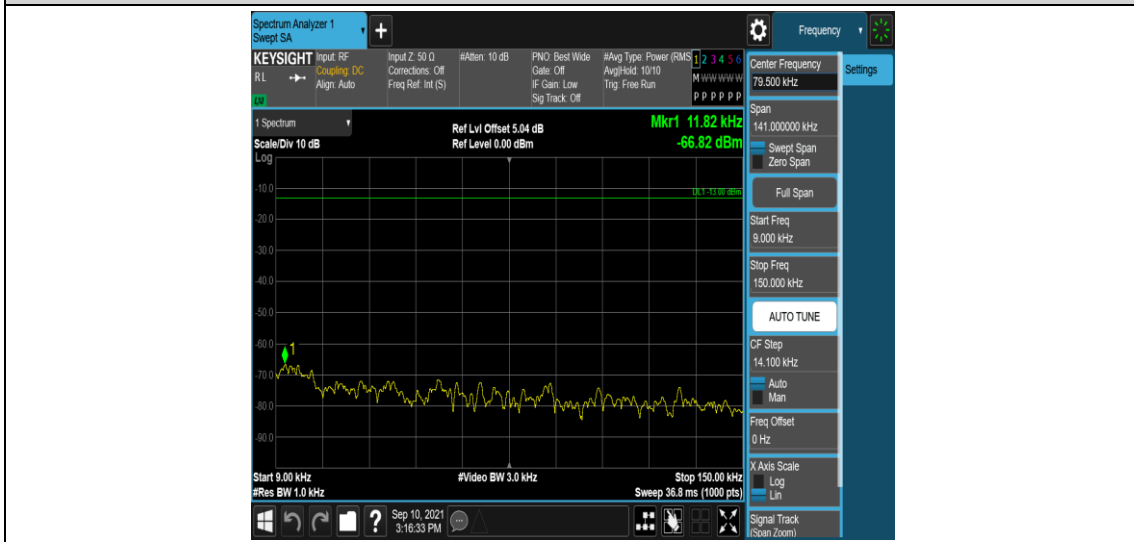 Spectrum Analyzer 1
Swept SA
+
Frequency
KEYSIGHT
RL
LXI
Input: RF
Coupling: DC
Align: Auto
Input Z: 50 Ω
Corrections: Off
Freq Ref: Int (S)
#Atten: 10 dB
PNO: Best Wide
Gate: Off
IF Gain: Low
Sig Track: Off
#Avg Type: Power (RMS
Avg|Hold: 10/10
Trig: Free Run
1 2 3 4 5 6
M W W W W W
P P P P P P
1 Spectrum
Ref Lvl Offset 5.04 dB
Mkr1 11.82 kHz
Scale/Div 10 dB
Ref Level 0.00 dBm
-66.82 dBm
Log
DL1 -13.00 dBm
-10.0
-20.0
-30.0
-40.0
-50.0
-60.0
-70.0
-80.0
-90.0
1
Start 9.00 kHz
#Video BW 3.0 kHz
Stop 150.00 kHz
#Res BW 1.0 kHz
Sweep 36.8 ms (1000 pts)
Center Frequency
79.500 kHz
Settings
Span
141.000000 kHz
Swept Span
Zero Span
Full Span
Start Freq
9.000 kHz
Stop Freq
150.000 kHz
AUTO TUNE
CF Step
14.100 kHz
Auto
Man
Freq Offset
0 Hz
X Axis Scale
Log
Lin
Signal Track
(Span Zoom)
?
Sep 10, 2021
3:16:33 PM